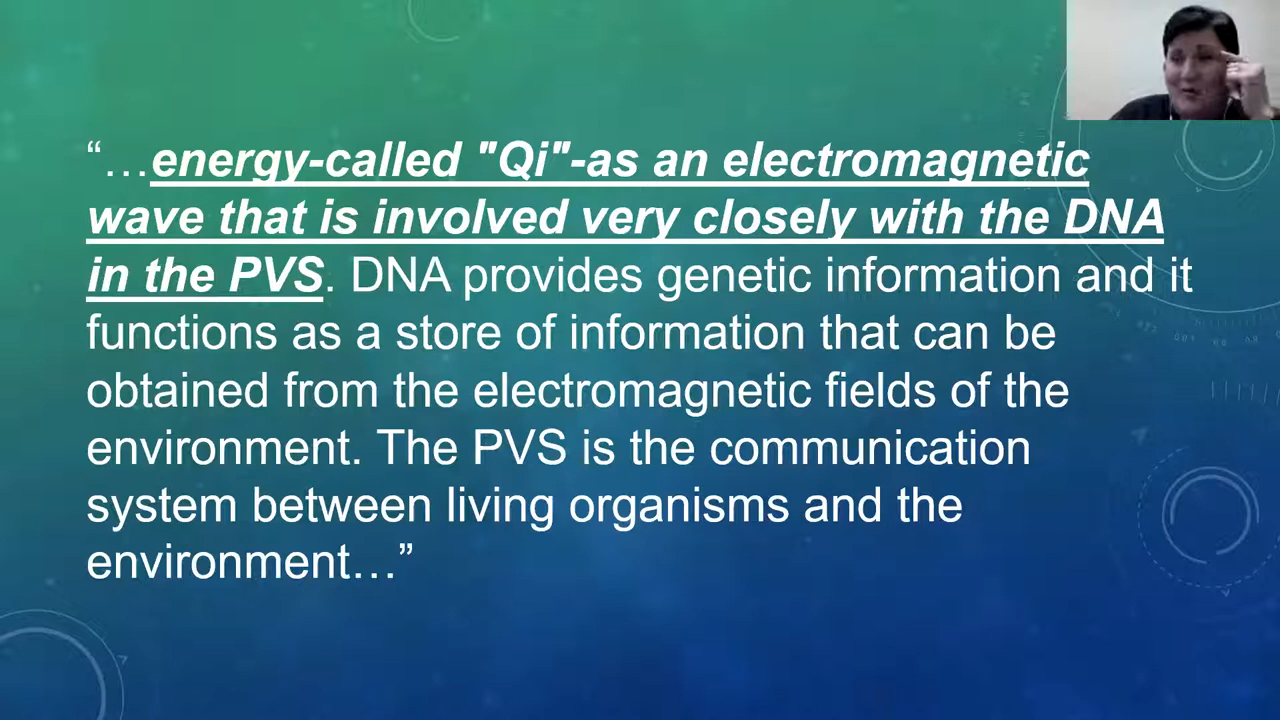 “…energy-called "Qi"-as an electromagnetic
wave that is involved very closely with the DNA
in the PVS. DNA provides genetic information and it
functions as a store of information that can be
obtained from the electromagnetic fields of the
environment. The PVS is the communication
system between living organisms and the
environment…”